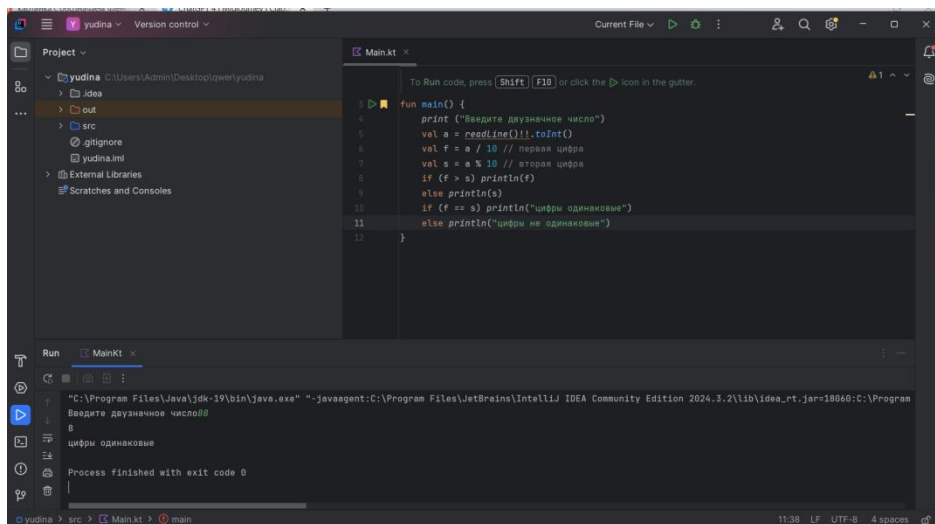 yudina Version control Current File
Project
Main.kt
yudina C:\Users\Admin\Desktop\qwer\yudina
.idea
out
src
.gitignore
yudina.iml
External Libraries
Scratches and Consoles
To Run code, press Shift F10 or click the icon in the gutter.
1
3 fun main() {
4 print ("Введите двузначное число")
5 val a = readLine()!!.toInt()
6 val f = a / 10 // первая цифра
7 val s = a % 10 // вторая цифра
8 if (f > s) println(f)
9 else println(s)
10 if (f == s) println("цифры одинаковые")
11 else println("цифры не одинаковые")
12 }
Run MainKt
"C:\Program Files\Java\jdk-19\bin\java.exe" "-javaagent:C:\Program Files\JetBrains\IntelliJ IDEA Community Edition 2024.3.2\lib\idea_rt.jar=18060:C:\Program
Введите двузначное число88
8
цифры одинаковые
Process finished with exit code 0
yudina > src > Main.kt > main 11:38 LF UTF-8 4 spaces